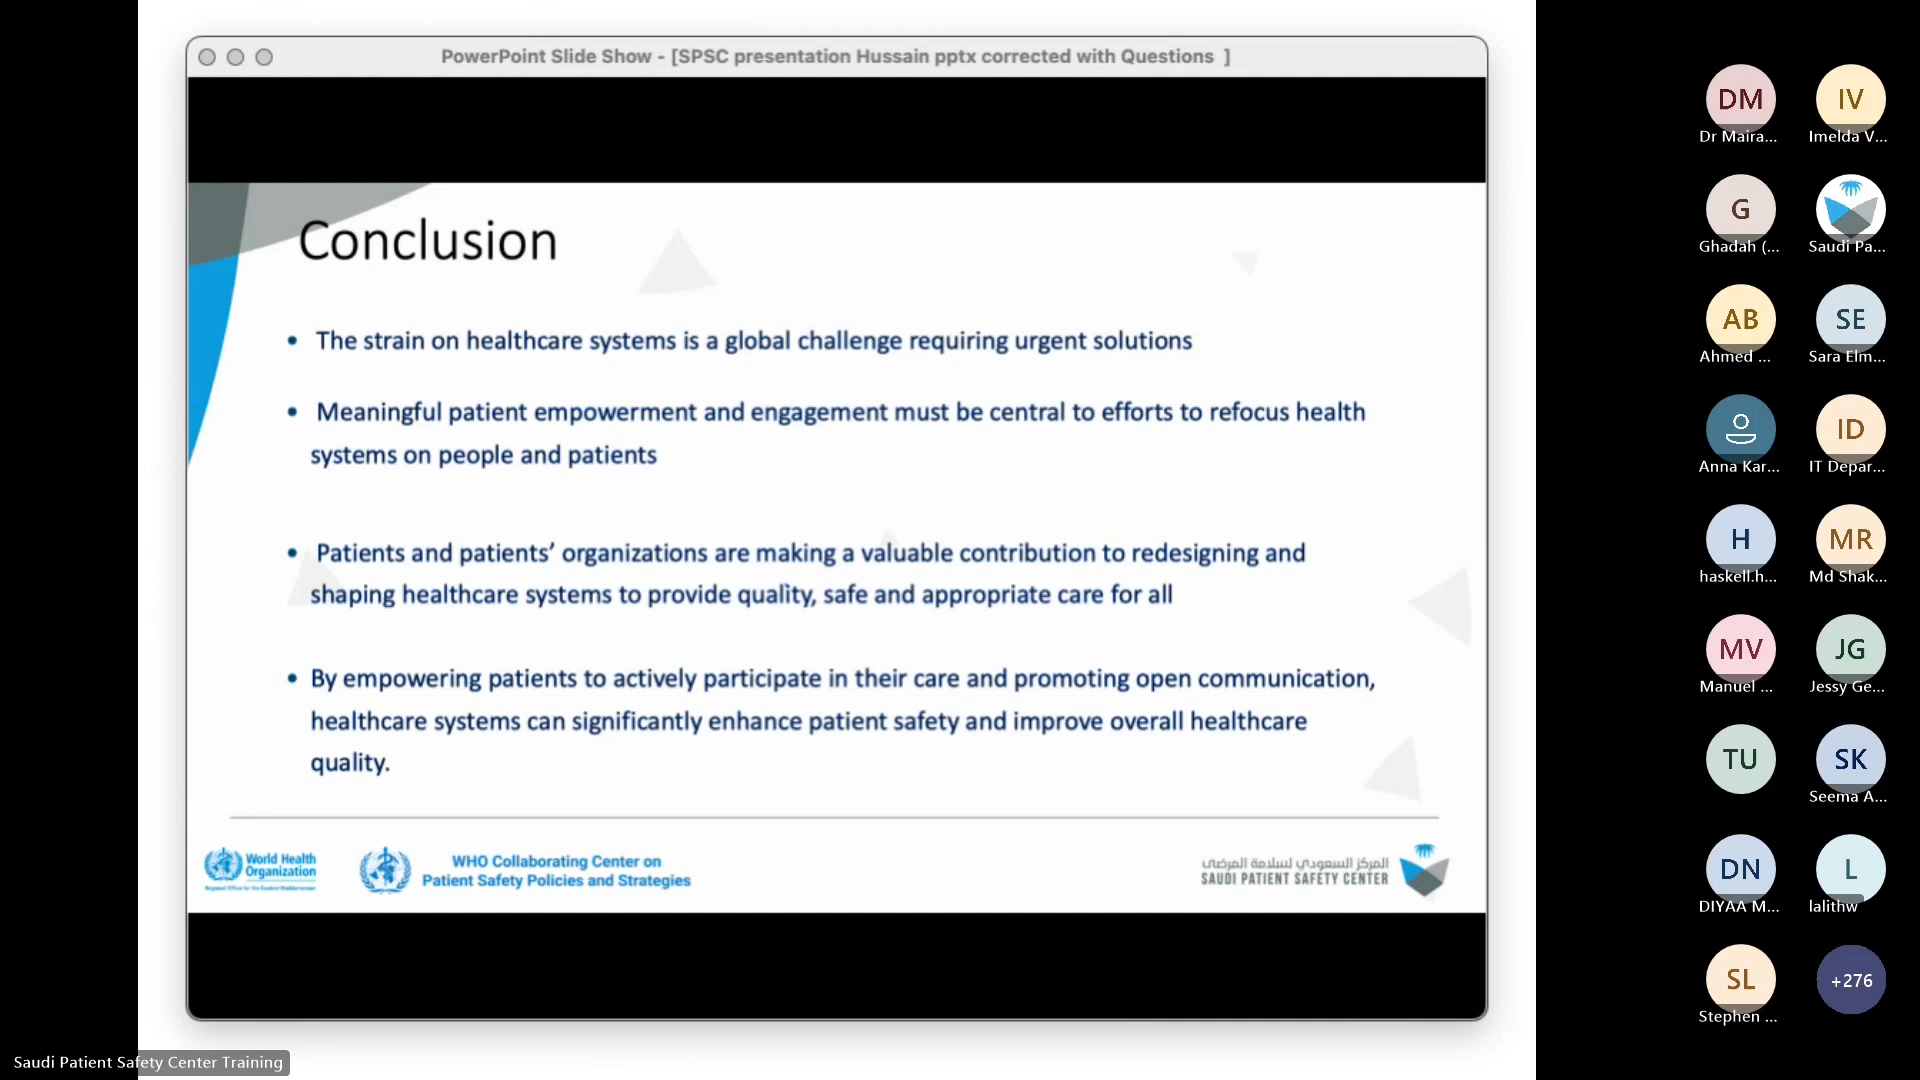 PowerPoint Slide Show - [SPSC presentation Hussain pptx corrected with Questions ]
Conclusion
• The strain on healthcare systems is a global challenge requiring urgent solutions
• Meaningful patient empowerment and engagement must be central to efforts to refocus health
systems on people and patients
• Patients and patients’ organizations are making a valuable contribution to redesigning and
shaping healthcare systems to provide quality, safe and appropriate care for all
• By empowering patients to actively participate in their care and promoting open communication,
healthcare systems can significantly enhance patient safety and improve overall healthcare
quality.
World Health
Organization
Regional Office for the Eastern Mediterranean
WHO Collaborating Center on
Patient Safety Policies and Strategies
المركز السعودي لسلامة المرضى
SAUDI PATIENT SAFETY CENTER
Saudi Patient Safety Center Training
DM
Dr Maira...
IV
Imelda V...
G
Ghadah (...
Saudi Pa...
AB
Ahmed ...
SE
Sara Elm...
Anna Kar...
ID
IT Depar...
H
haskell.h...
MR
Md Shak...
MV
Manuel ...
JG
Jessy Ge...
TU
SK
Seema A...
DN
DIYAA M...
L
lalithw
SL
Stephen ...
+276